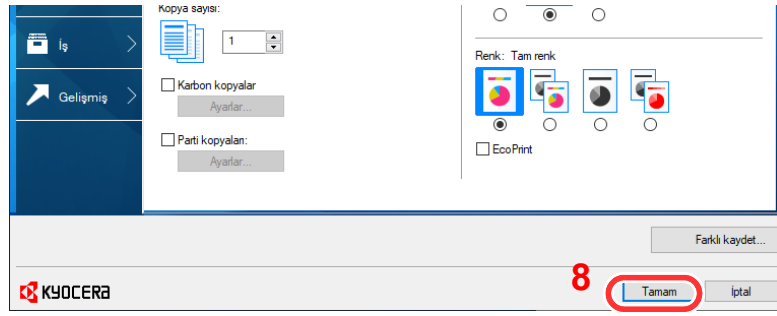 Kopya sayısı:
İş
1
Renk: Tam renk
Karbon kopyalar
Gelişmiş
Ayarlar...
Parti kopyaları:
EcoPrint
Ayarlar...
Farklı kaydet...
8
KYOCERA
Tamam
İptal